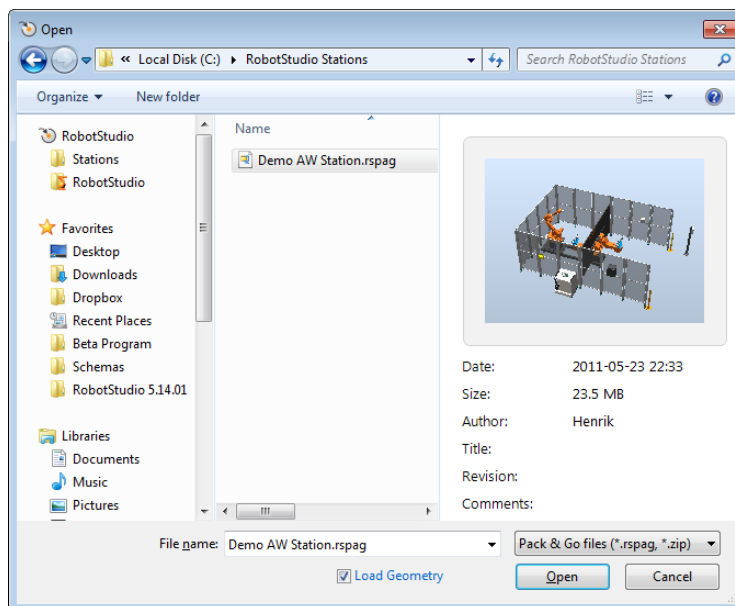 Open
« Local Disk (C:) ▸ RobotStudio Stations
Search RobotStudio Stations
Organize ▾ New folder
RobotStudio
Stations
RobotStudio
Favorites
Desktop
Downloads
Dropbox
Recent Places
Beta Program
Schemas
RobotStudio 5.14.01
Libraries
Documents
Music
Pictures
Name
Demo AW Station.rspag
Date: 2011-05-23 22:33
Size: 23.5 MB
Author: Henrik
Title:
Revision:
Comments:
File name: Demo AW Station.rspag
Pack & Go files (*.rspag, *.zip)
Load Geometry
Open
Cancel